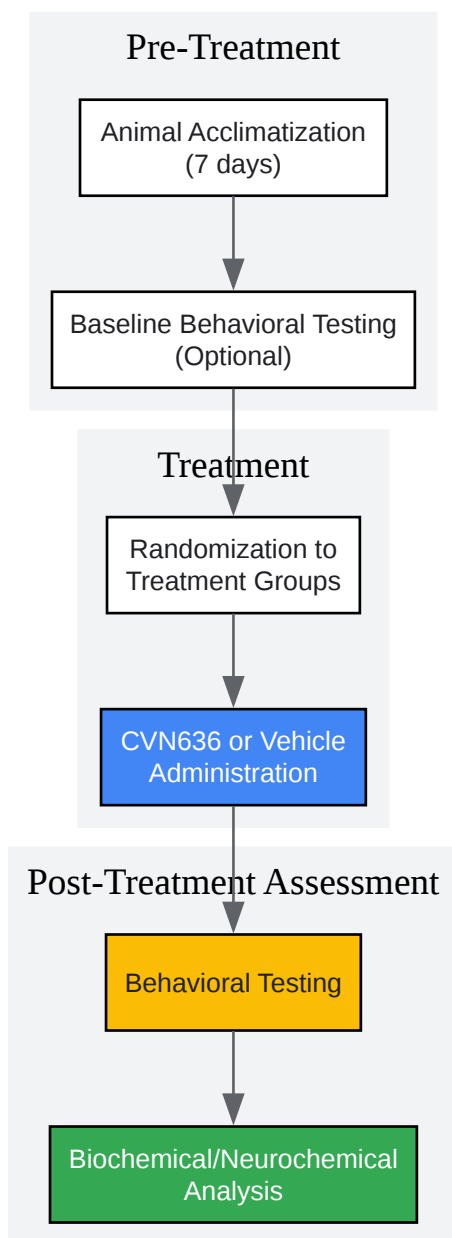 Pre-Treatment
Animal Acclimatization
(7 days)
Baseline Behavioral Testing
(Optional)
Treatment
Randomization to
Treatment Groups
CVN636 or Vehicle
Administration
Post-Treatment Assessment
Behavioral Testing
Biochemical/Neurochemical
Analysis